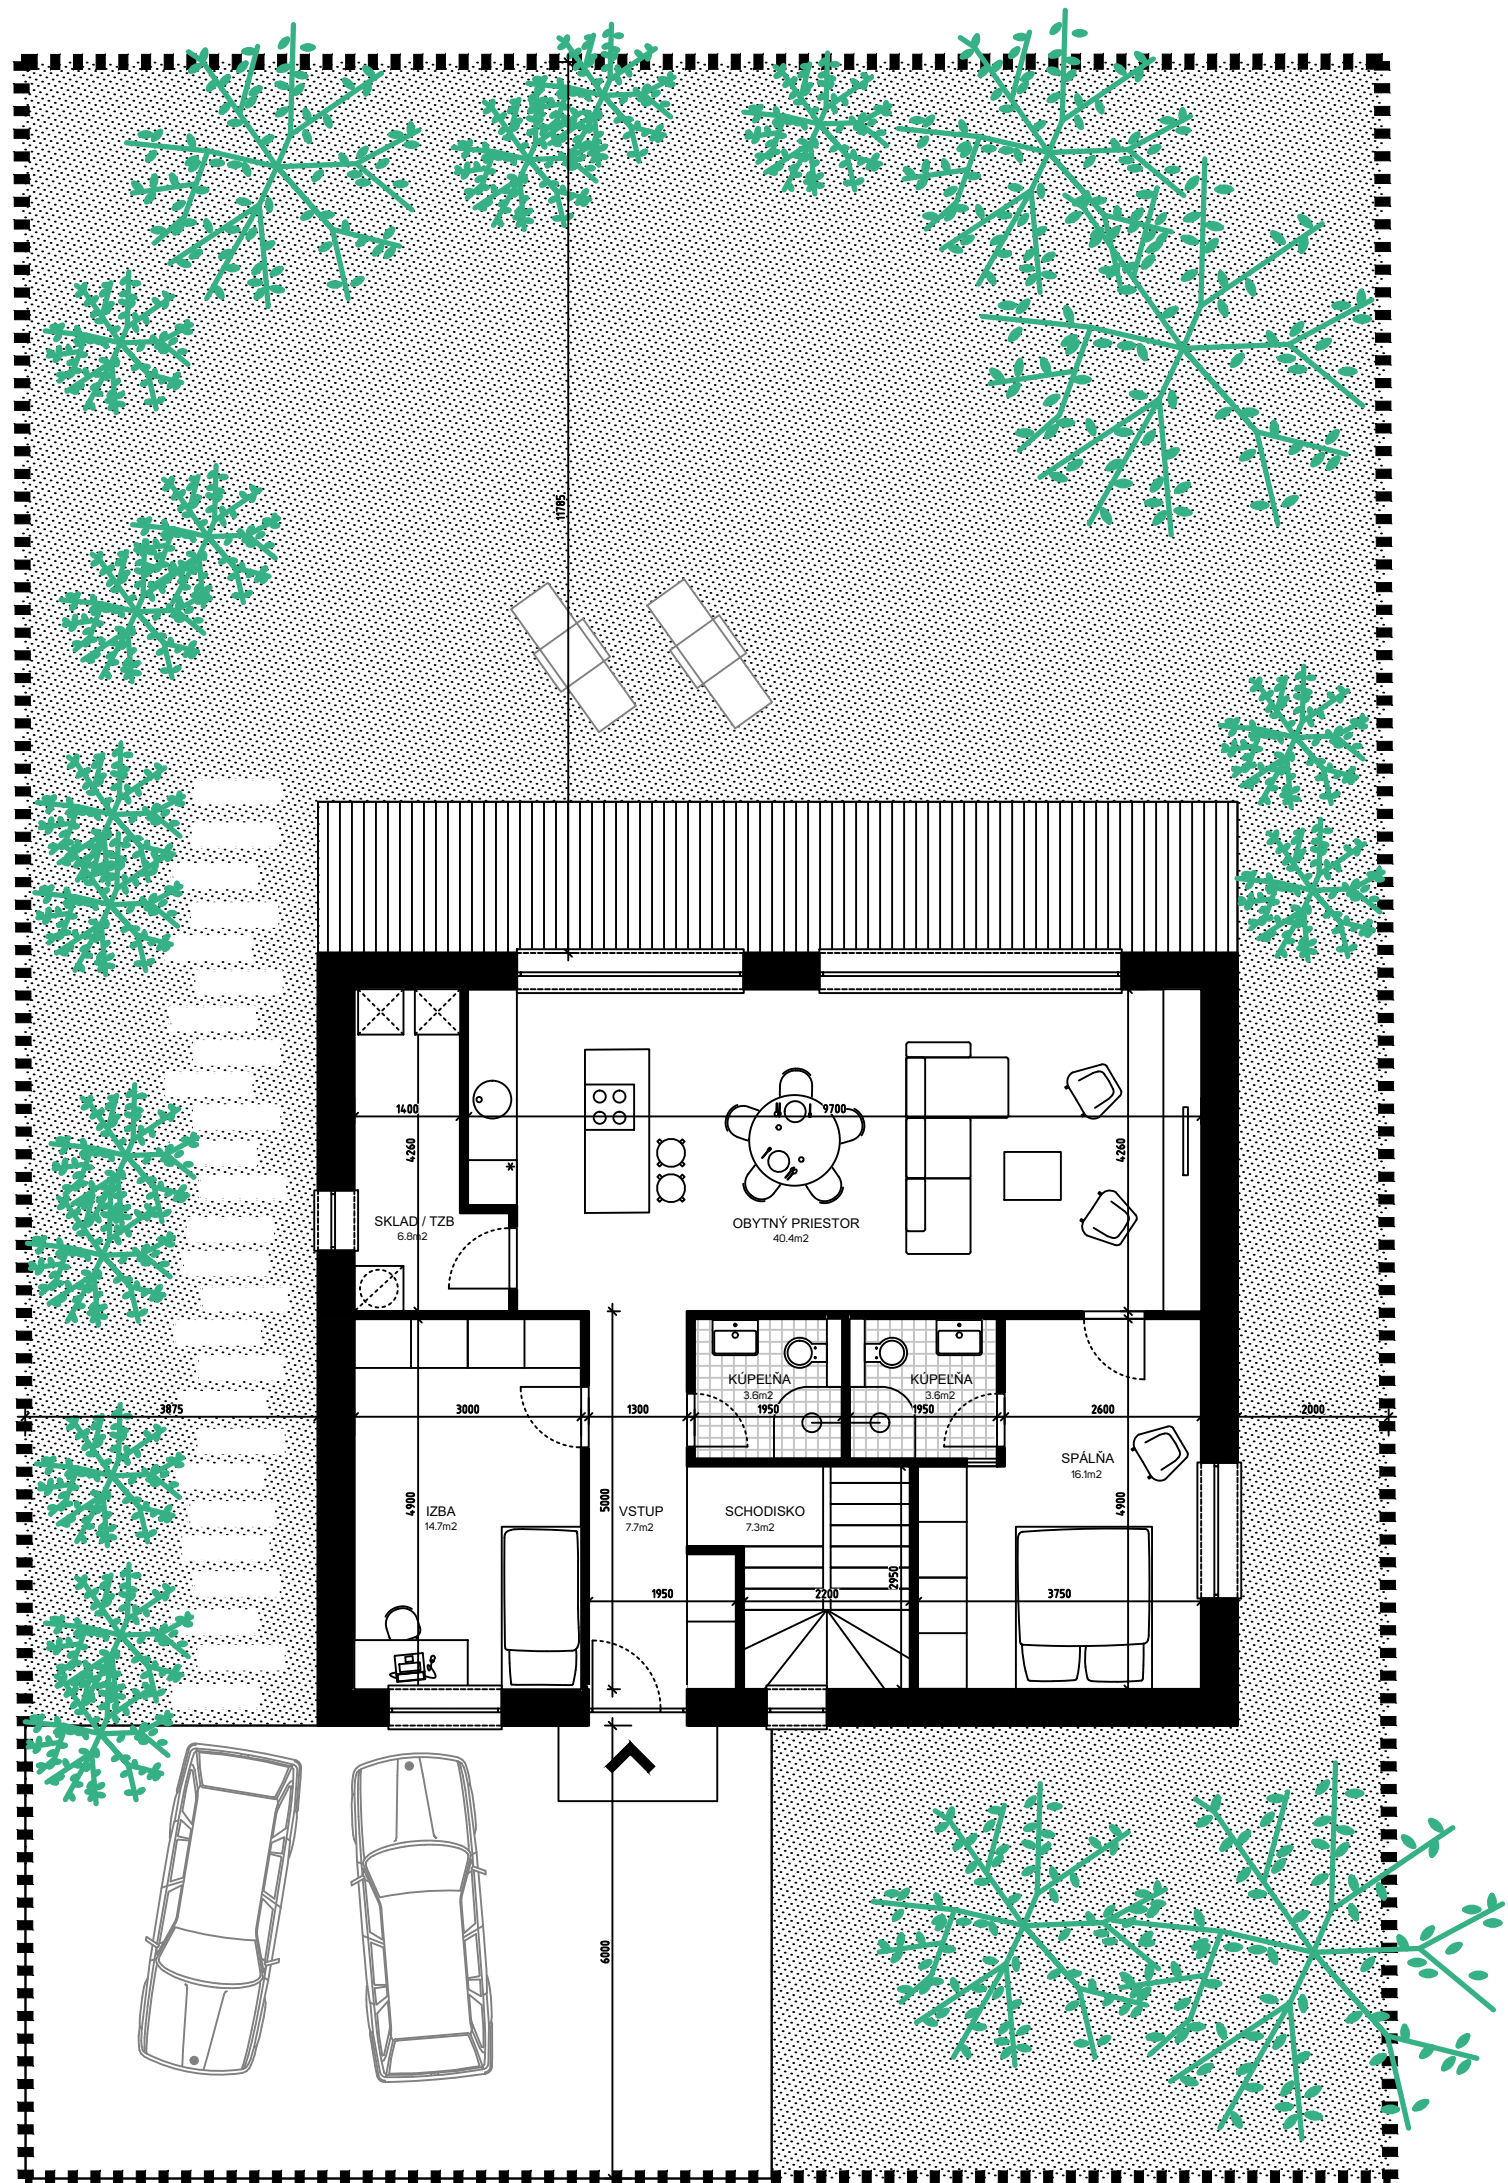 11785
1400
9700
4260
4260
SKLAD / TZB
6.8m2
OBYTNÝ PRIESTOR
40.4m2
*
KÚPEĽŇA
3.6m2
KÚPEĽŇA
3.6m2
3875
3000
1300
1950
1950
2600
2000
SPÁLŇA
16.1m2
4900
5000
4900
IZBA
14.7m2
VSTUP
7.7m2
SCHODISKO
7.3m2
2950
1950
2200
3750
6000